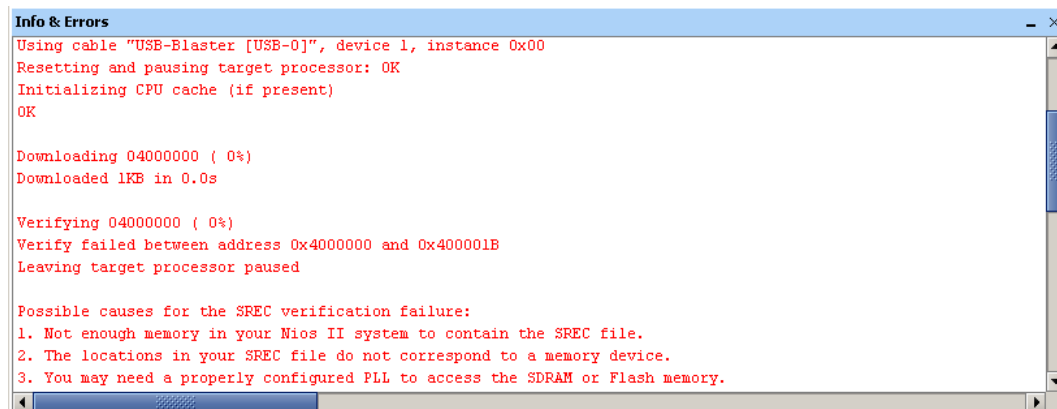 Info & Errors
Using cable "USB-Blaster [USB-0]", device 1, instance 0x00
Resetting and pausing target processor: OK
Initializing CPU cache (if present)
OK
Downloading 04000000 ( 0%)
Downloaded 1KB in 0.0s
Verifying 04000000 ( 0%)
Verify failed between address 0x4000000 and 0x400001B
Leaving target processor paused
Possible causes for the SREC verification failure:
1. Not enough memory in your Nios II system to contain the SREC file.
2. The locations in your SREC file do not correspond to a memory device.
3. You may need a properly configured PLL to access the SDRAM or Flash memory.